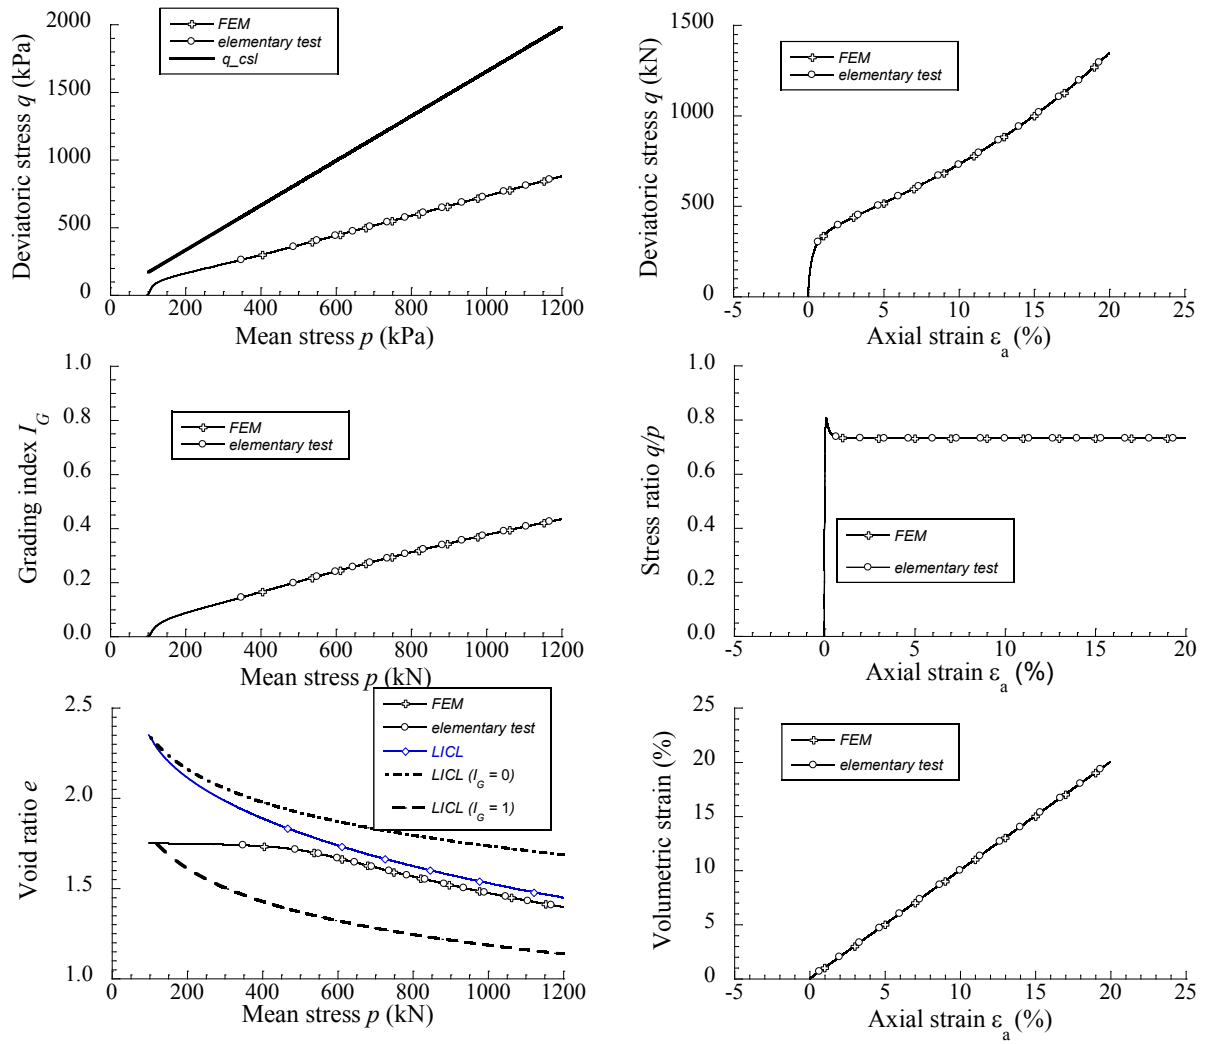 2000
1500
1000
500
0
Deviatoric stress q (kPa)
FEM
elementary test
q_csl
0 200 400 600 800 1000 1200
Mean stress p (kPa)
1500
1000
500
0
Deviatoric stress q (kN)
FEM
elementary test
-5 0 5 10 15 20 25
Axial strain εa (%)
1.0
0.8
0.6
0.4
0.2
0.0
Grading index IG
FEM
elementary test
0 200 400 600 800 1000 1200
Mean stress p (kN)
1.0
0.8
0.6
0.4
0.2
0.0
Stress ratio q/p
FEM
elementary test
-5 0 5 10 15 20
Axial strain εa (%)
2.5
2.0
1.5
1.0
Void ratio e
FEM
elementary test
LICL
LICL (IG = 0)
LICL (IG = 1)
0 200 400 600 800 1000 1200
Mean stress p (kN)
25
20
15
10
5
0
Volumetric strain (%)
FEM
elementary test
-5 0 5 10 15 20 25
Axial strain εa (%)